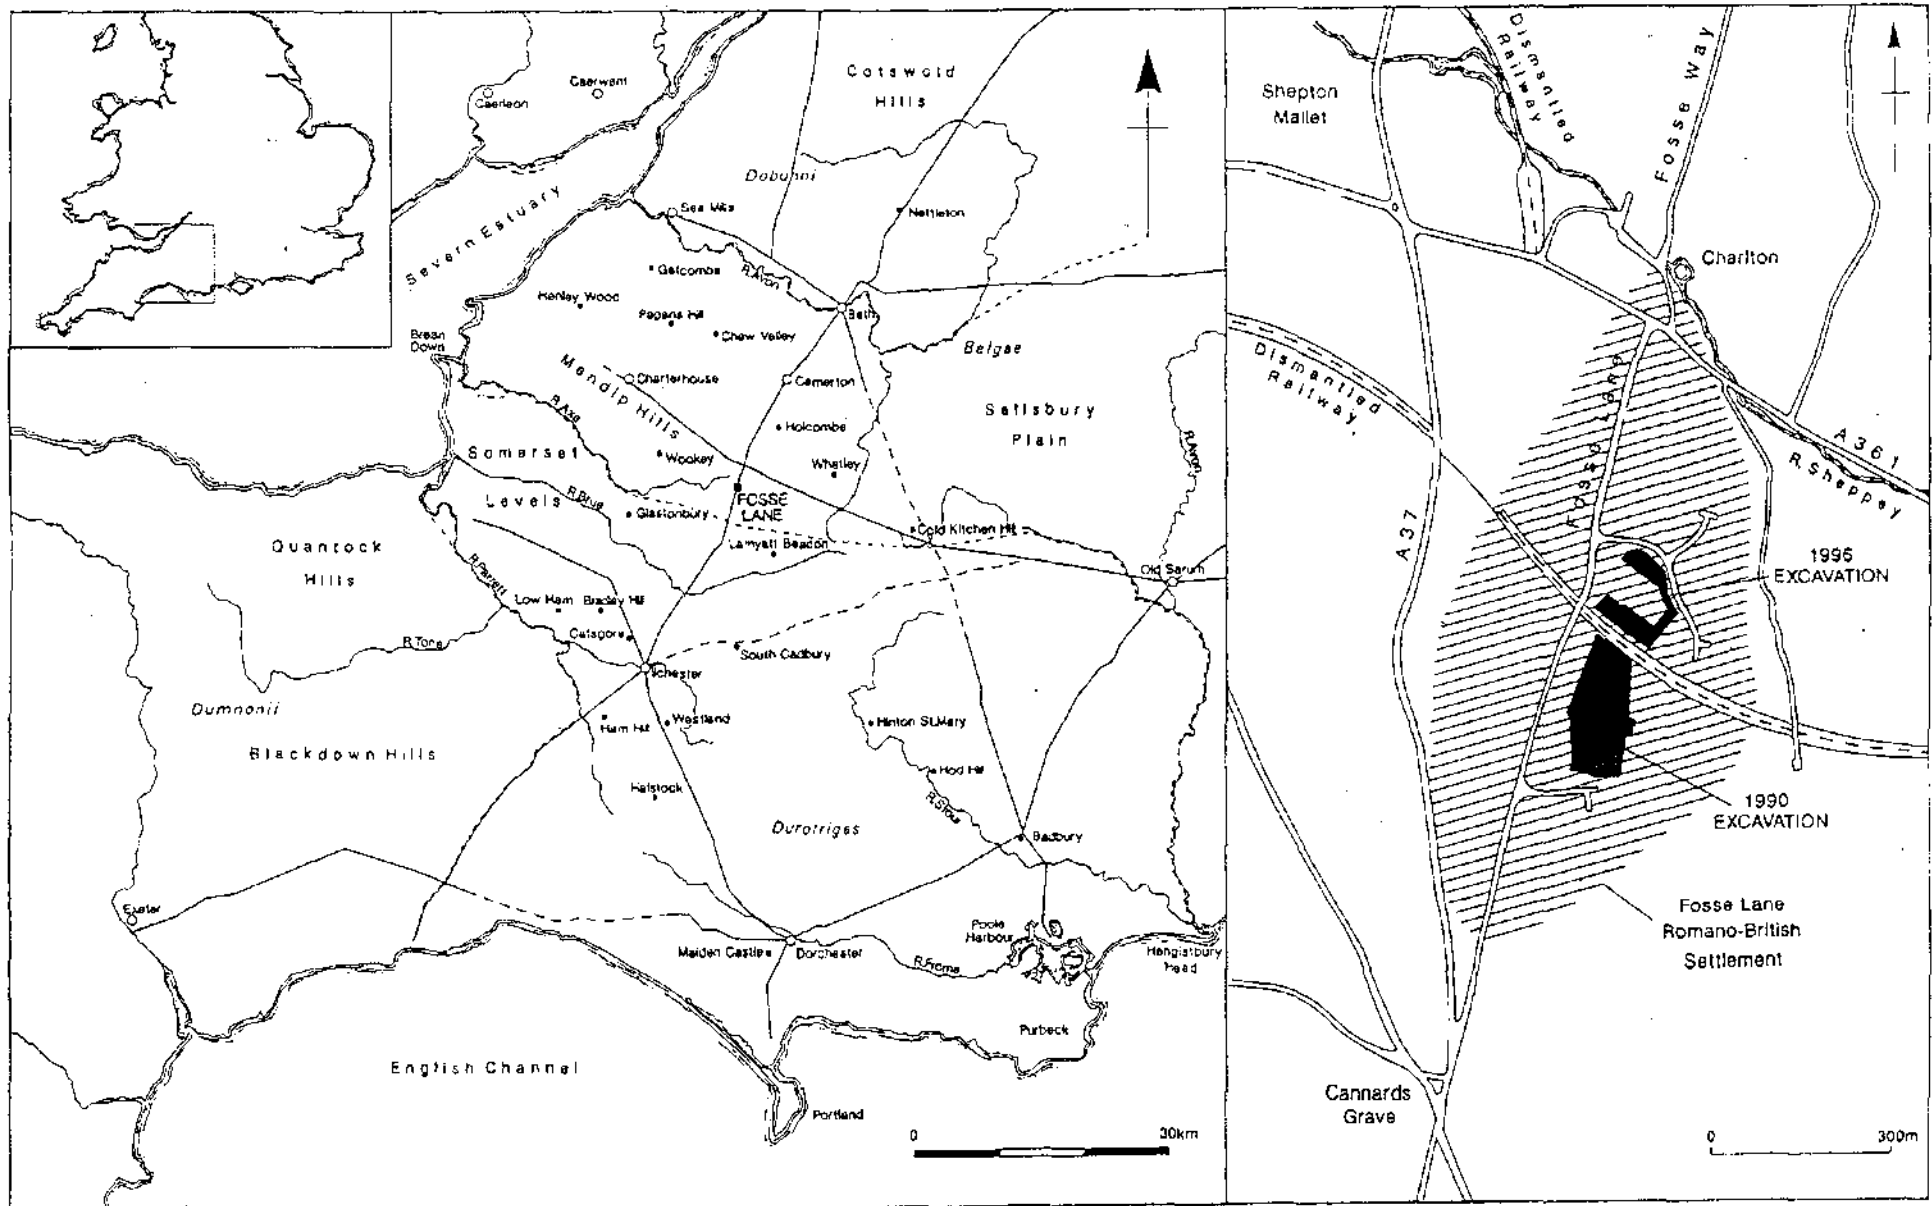 Caerleon
Caerwent
Cotswold
Hills
Dobunni
Severn Estuary
Sea Mills
Nettleton
Gatcombe
R.Avon
Henley Wood
Pagans Hill
Chew Valley
Bath
Brean
Down
Belgae
Mendip Hills
Charterhouse
Camerton
R.Axe
Holcombe
Salisbury
Plain
R.Avon
Somerset
Levels
Wookey
Whatley
FOSSE
LANE
R.Brue
Glastonbury
Cold Kitchen Hill
Lamyatt Beacon
Quantock
Hills
R.Parrett
Old Sarum
Low Ham
Bradley Hill
Catsgore
R.Tone
South Cadbury
Ilchester
Dumnonii
Ham Hill
Westland
Hinton St.Mary
Blackdown Hills
Hod Hill
Halstock
R.Stour
Durotriges
Badbury
Exeter
Poole
Harbour
Maiden Castle
Dorchester
R.Frome
Hengistbury
Head
Purbeck
English Channel
Portland
0
30km
Shepton
Mallet
Dismantled
Railway
Fosse Way
Charlton
Dismantled
Railway
Fosse Lane
A361
R.Sheppey
A37
1996
EXCAVATION
1990
EXCAVATION
Fosse Lane
Romano-British
Settlement
Cannards
Grave
0
300m